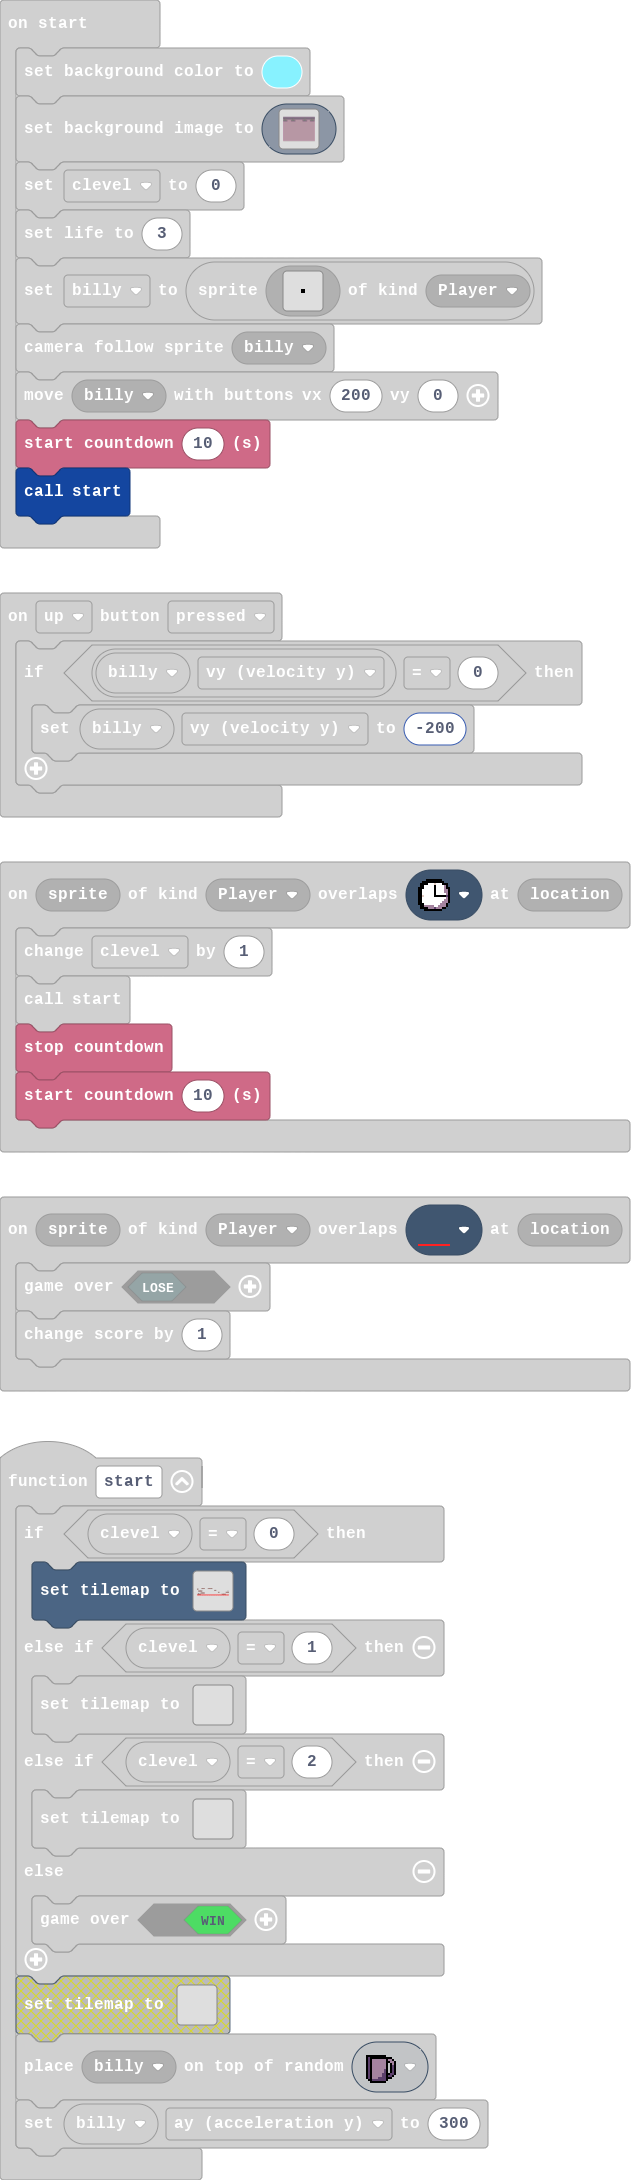 on start
set background color to
set background image to
set clevel to 0
set life to 3
set billy to sprite of kind Player
camera follow sprite billy
move billy with buttons vx 200 vy 0
start countdown 10 (s)
call start
on up button pressed
if billy vy (velocity y) = 0 then
set billy vy (velocity y) to -200
on sprite of kind Player overlaps at location
change clevel by 1
call start
stop countdown
start countdown 10 (s)
on sprite of kind Player overlaps at location
game over LOSE
change score by 1
function start
if clevel = 0 then
set tilemap to
else if clevel = 1 then
set tilemap to
else if clevel = 2 then
set tilemap to
else
game over WIN
set tilemap to
place billy on top of random
set billy ay (acceleration y) to 300